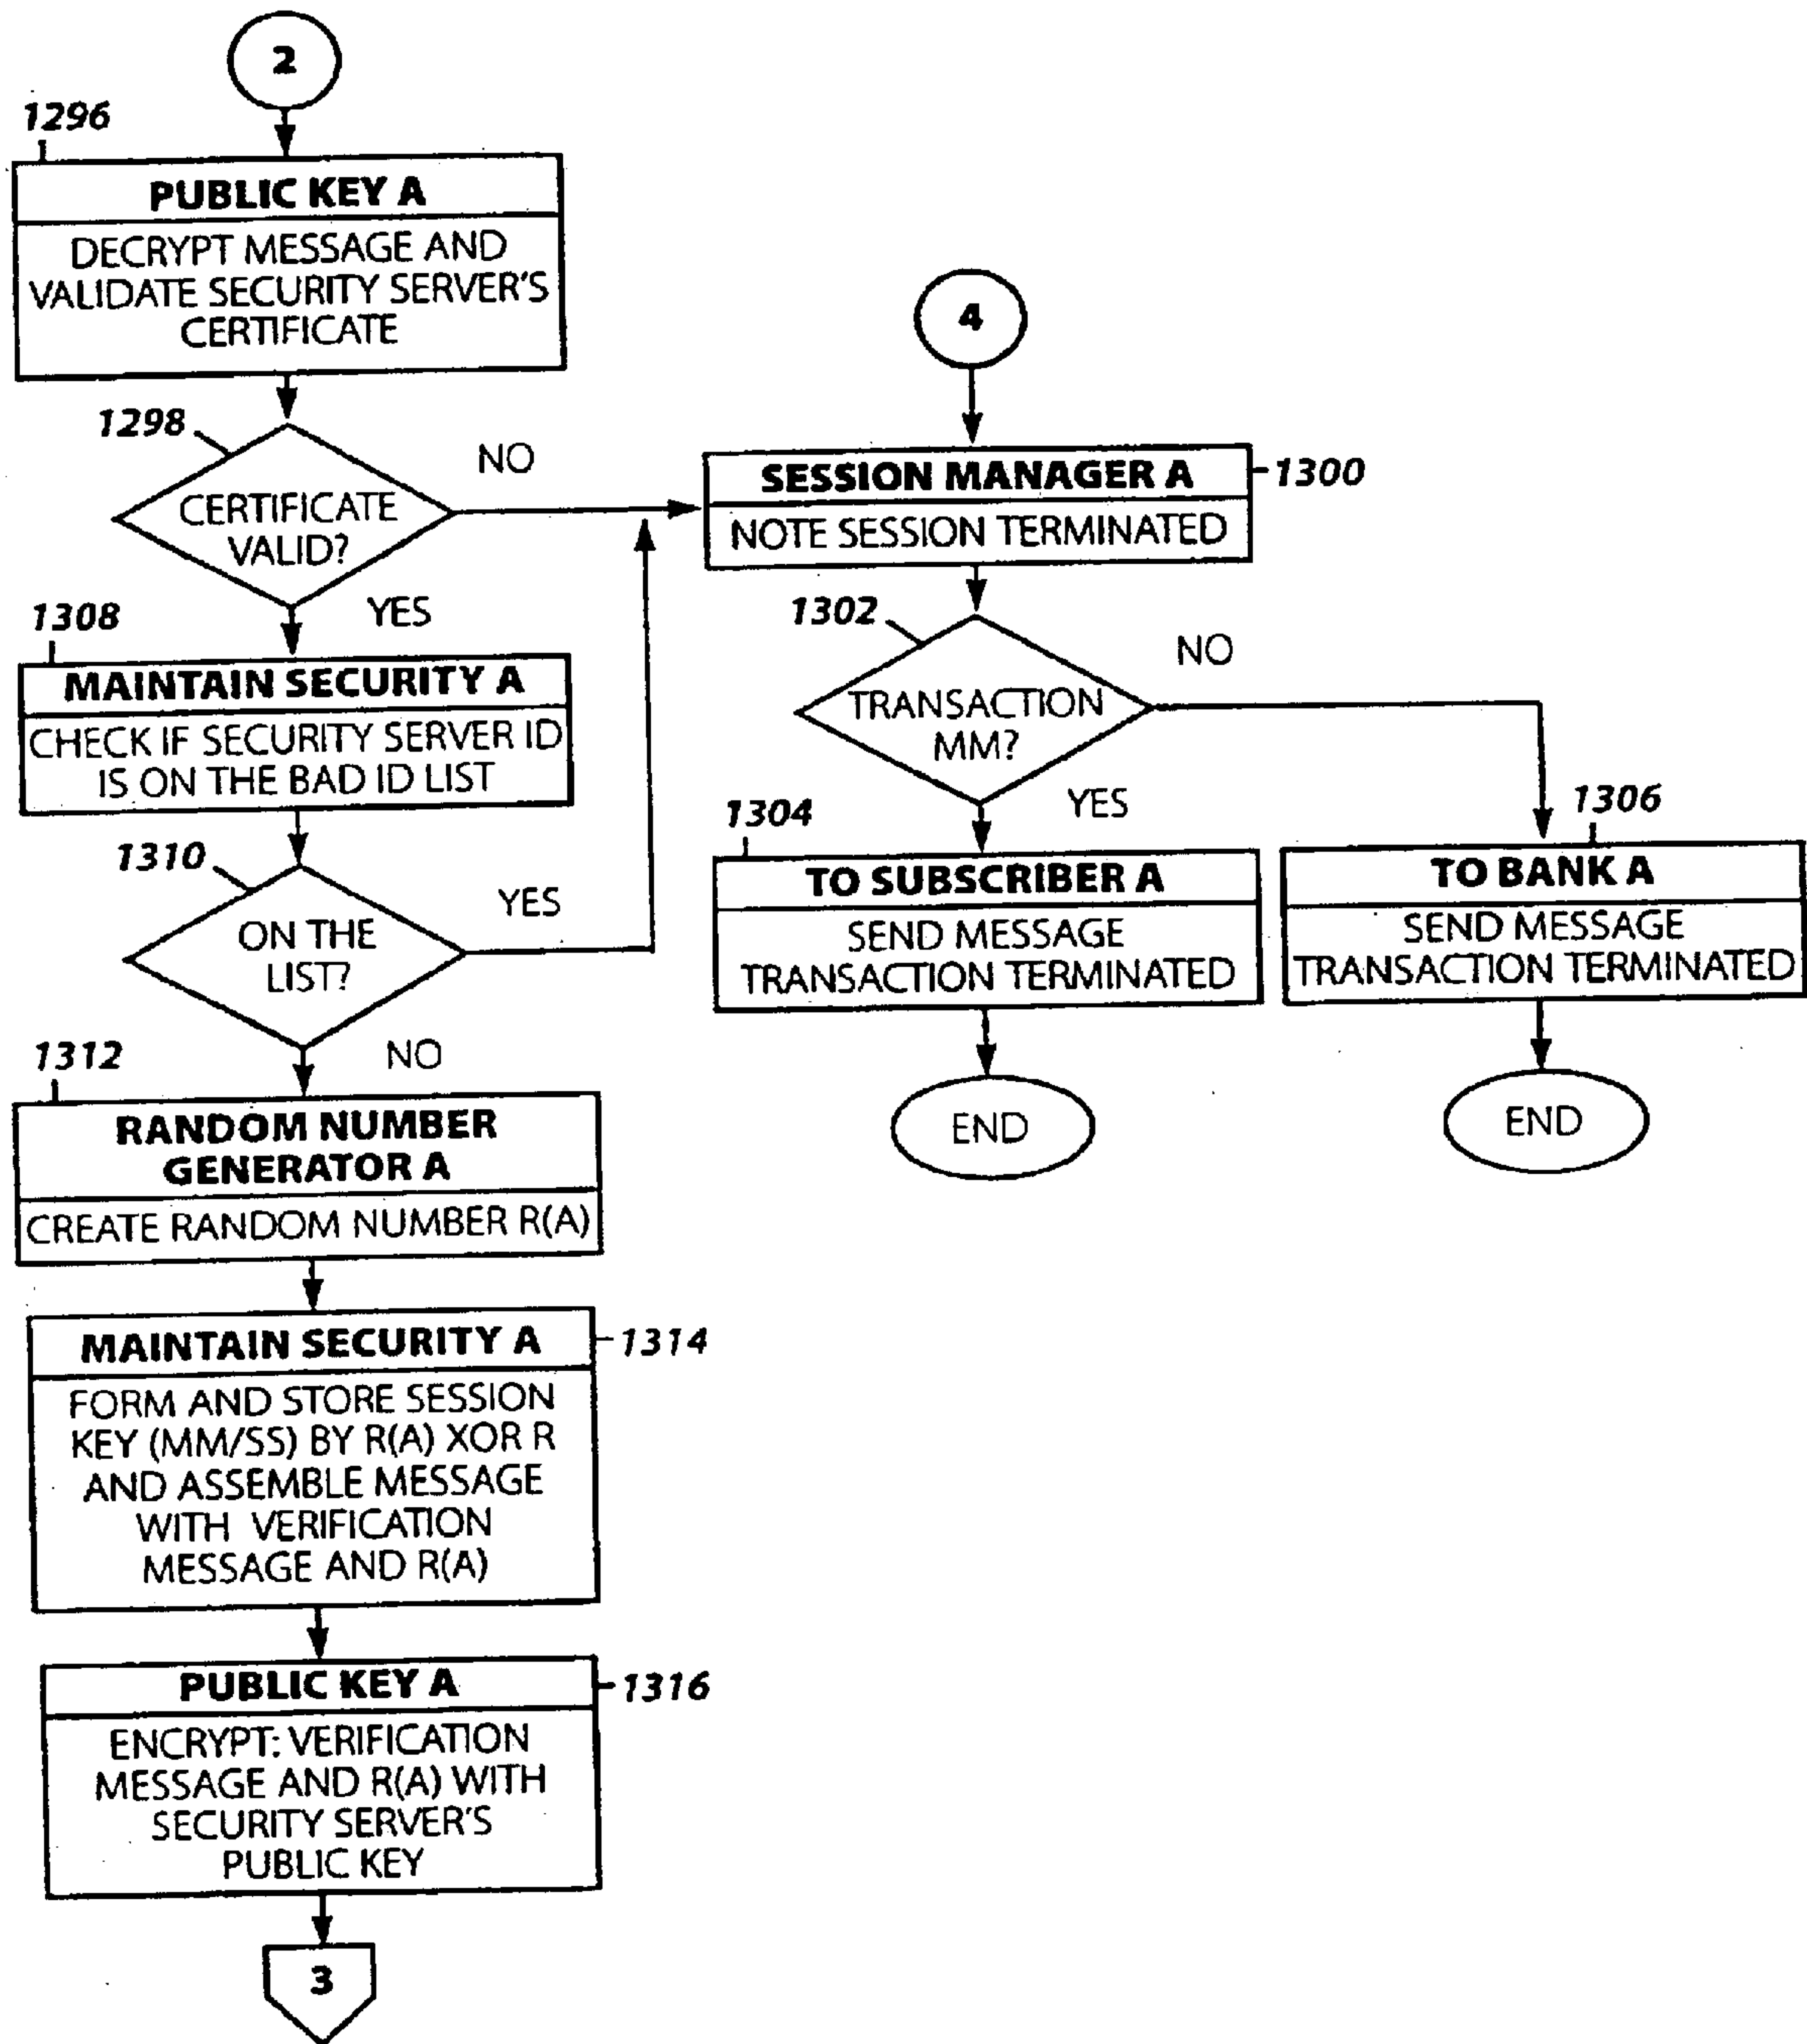 2
1296
PUBLIC KEY A
DECRYPT MESSAGE AND
VALIDATE SECURITY SERVER'S
CERTIFICATE
1298
CERTIFICATE
VALID?
NO
YES
1308
MAINTAIN SECURITY A
CHECK IF SECURITY SERVER ID
IS ON THE BAD ID LIST
1310
ON THE
LIST?
YES
NO
1312
RANDOM NUMBER
GENERATOR A
CREATE RANDOM NUMBER R(A)
MAINTAIN SECURITY A
1314
FORM AND STORE SESSION
KEY (MM/SS) BY R(A) XOR R
AND ASSEMBLE MESSAGE
WITH VERIFICATION
MESSAGE AND R(A)
PUBLIC KEY A
1316
ENCRYPT: VERIFICATION
MESSAGE AND R(A) WITH
SECURITY SERVER'S
PUBLIC KEY
3
4
SESSION MANAGER A
1300
NOTE SESSION TERMINATED
1302
TRANSACTION
MM?
NO
YES
1304
TO SUBSCRIBER A
SEND MESSAGE
TRANSACTION TERMINATED
END
1306
TO BANK A
SEND MESSAGE
TRANSACTION TERMINATED
END